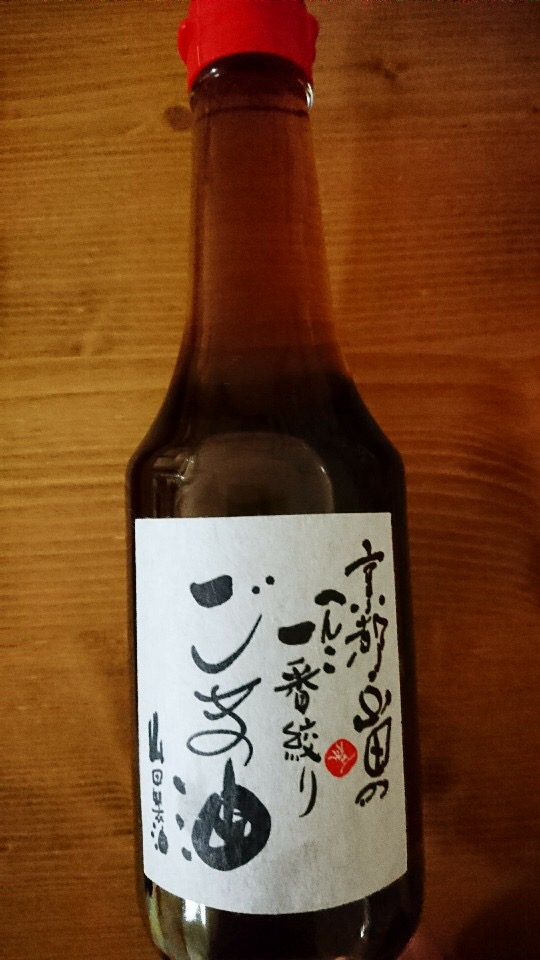 京都山田の
へんこ
一番絞り
ごま油
山田製油